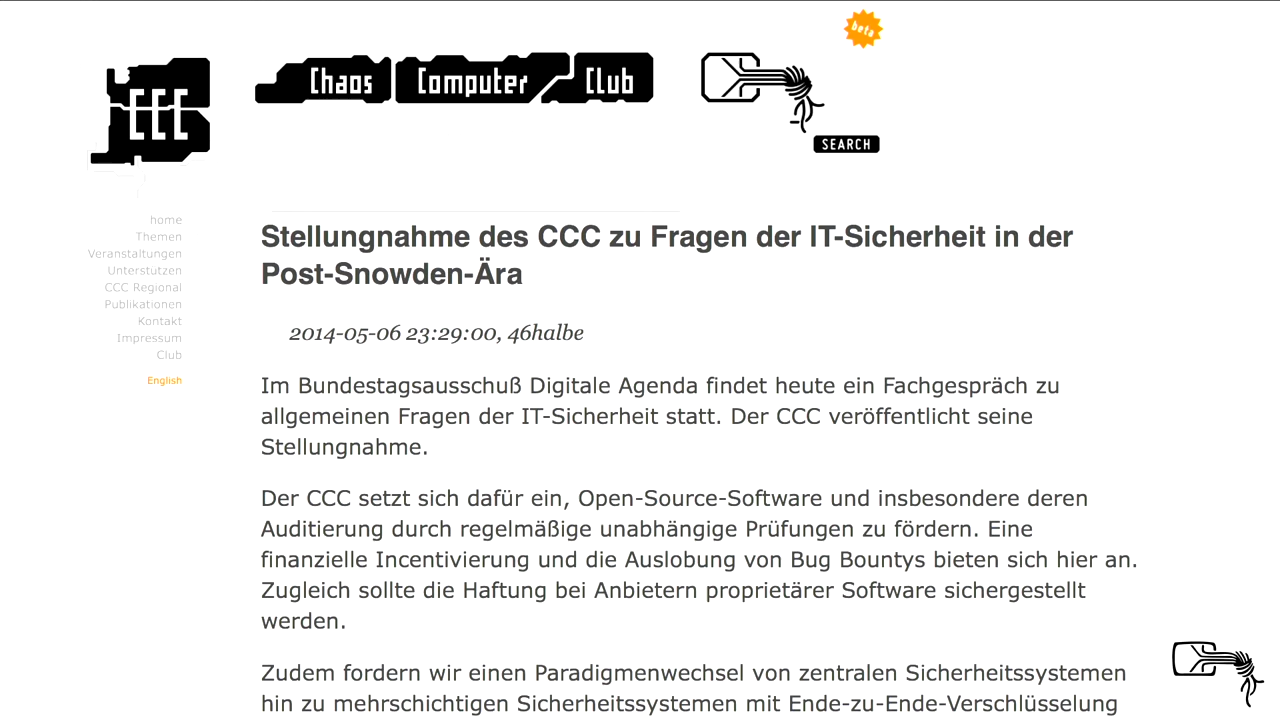 beta
CCC
Chaos Computer Club
SEARCH
home
Themen
Veranstaltungen
Unterstutzen
CCC Regional
Publikationen
Kontakt
Impressum
Club
English
Stellungnahme des CCC zu Fragen der IT-Sicherheit in der
Post-Snowden-Ära
2014-05-06 23:29:00, 46halbe
Im Bundestagsausschuß Digitale Agenda findet heute ein Fachgespräch zu
allgemeinen Fragen der IT-Sicherheit statt. Der CCC veröffentlicht seine
Stellungnahme.
Der CCC setzt sich dafür ein, Open-Source-Software und insbesondere deren
Auditierung durch regelmäßige unabhängige Prüfungen zu fördern. Eine
finanzielle Incentivierung und die Auslobung von Bug Bountys bieten sich hier an.
Zugleich sollte die Haftung bei Anbietern proprietärer Software sichergestellt
werden.
Zudem fordern wir einen Paradigmenwechsel von zentralen Sicherheitssystemen
hin zu mehrschichtigen Sicherheitssystemen mit Ende-zu-Ende-Verschlüsselung